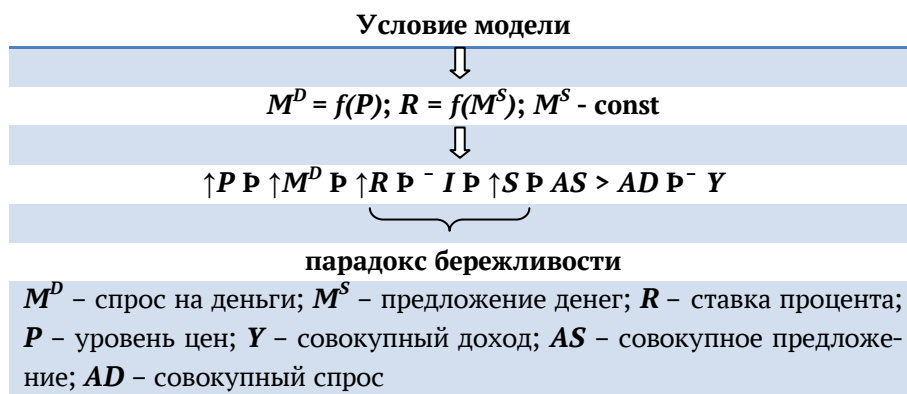 Условие модели
⇩
M^D = f(P); R = f(M^S); M^S - const
⇩
↑P Þ ↑M^D Þ ↑R Þ ¯ I Þ ↑S Þ AS > AD Þ¯ Y
парадокс бережливости
M^D – спрос на деньги; M^S – предложение денег; R – ставка процента;
P – уровень цен; Y – совокупный доход; AS – совокупное предложе-
ние; AD – совокупный спрос